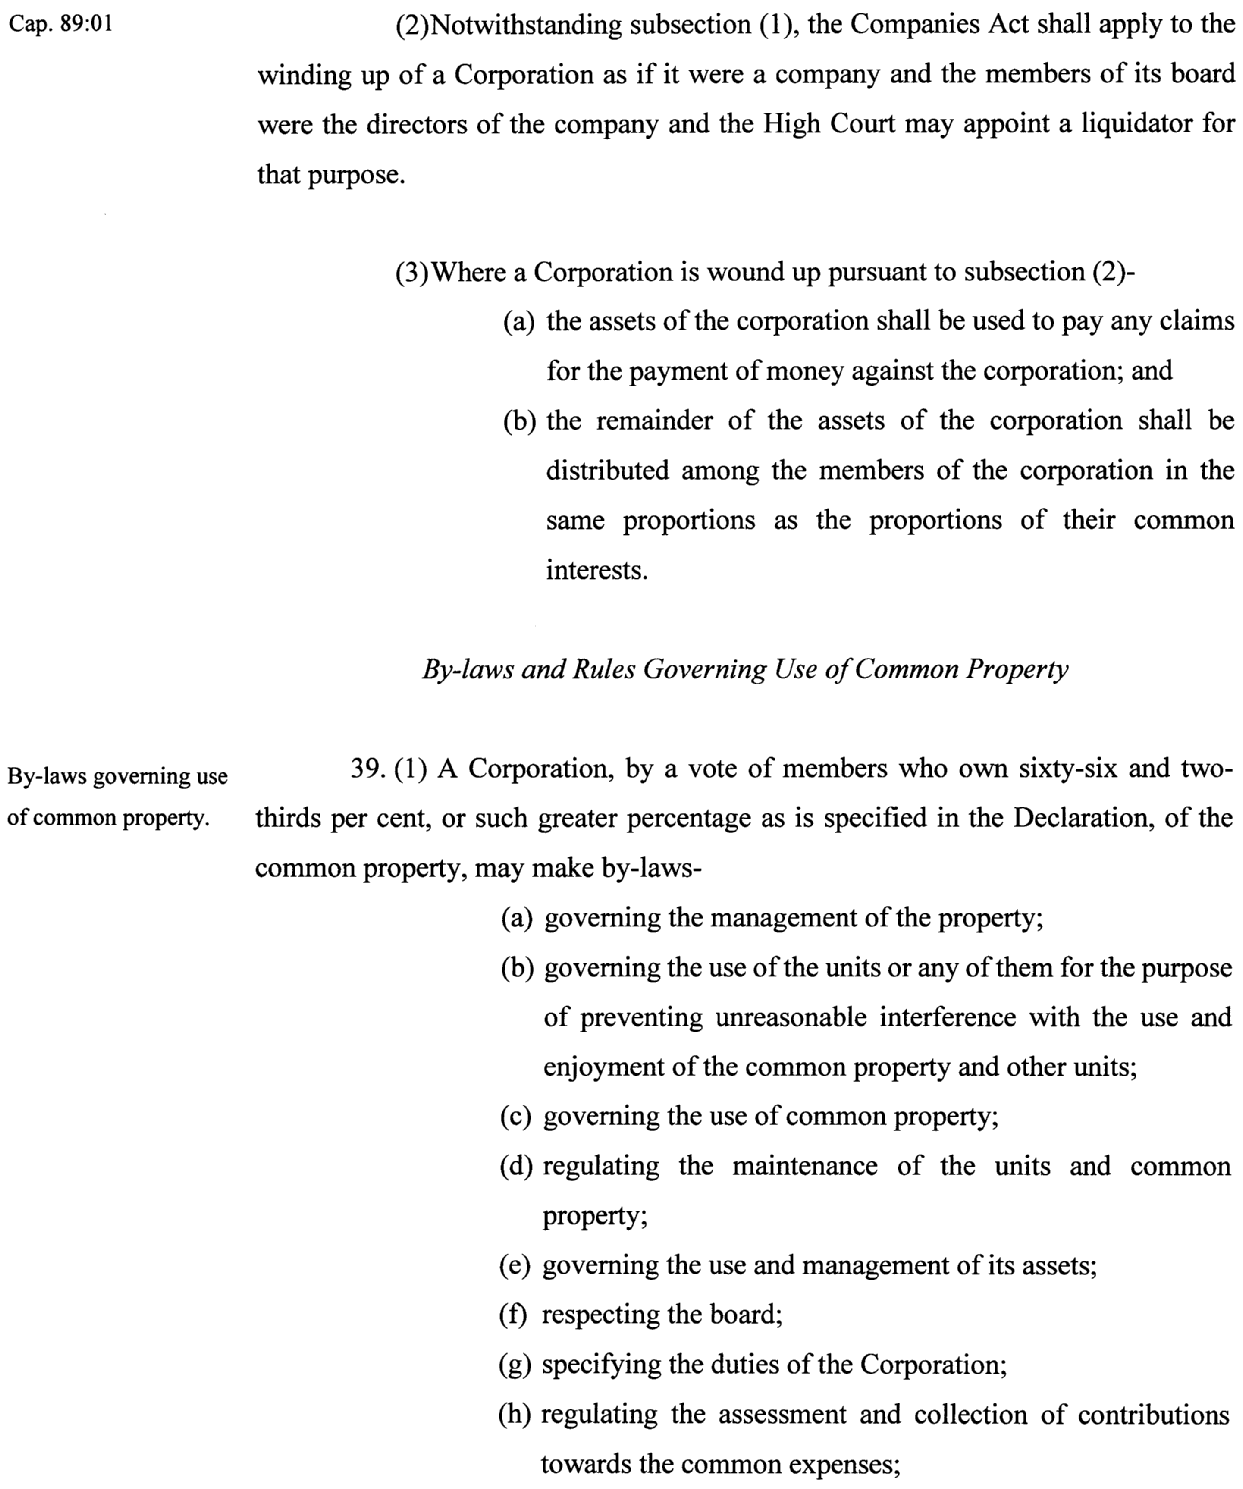 Cap. 89:01
(2)Notwithstanding subsection (1), the Companies Act shall apply to the
winding up of a Corporation as if it were a company and the members of its board
were the directors of the company and the High Court may appoint a liquidator for
that purpose.
(3)Where a Corporation is wound up pursuant to subsection (2)-
(a) the assets of the corporation shall be used to pay any claims
for the payment of money against the corporation; and
(b) the remainder of the assets of the corporation shall be
distributed among the members of the corporation in the
same proportions as the proportions of their common
interests.
By-laws and Rules Governing Use of Common Property
By-laws governing use
of common property.
39. (1) A Corporation, by a vote of members who own sixty-six and two-
thirds per cent, or such greater percentage as is specified in the Declaration, of the
common property, may make by-laws-
(a) governing the management of the property;
(b) governing the use of the units or any of them for the purpose
of preventing unreasonable interference with the use and
enjoyment of the common property and other units;
(c) governing the use of common property;
(d) regulating the maintenance of the units and common
property;
(e) governing the use and management of its assets;
(f) respecting the board;
(g) specifying the duties of the Corporation;
(h) regulating the assessment and collection of contributions
towards the common expenses;